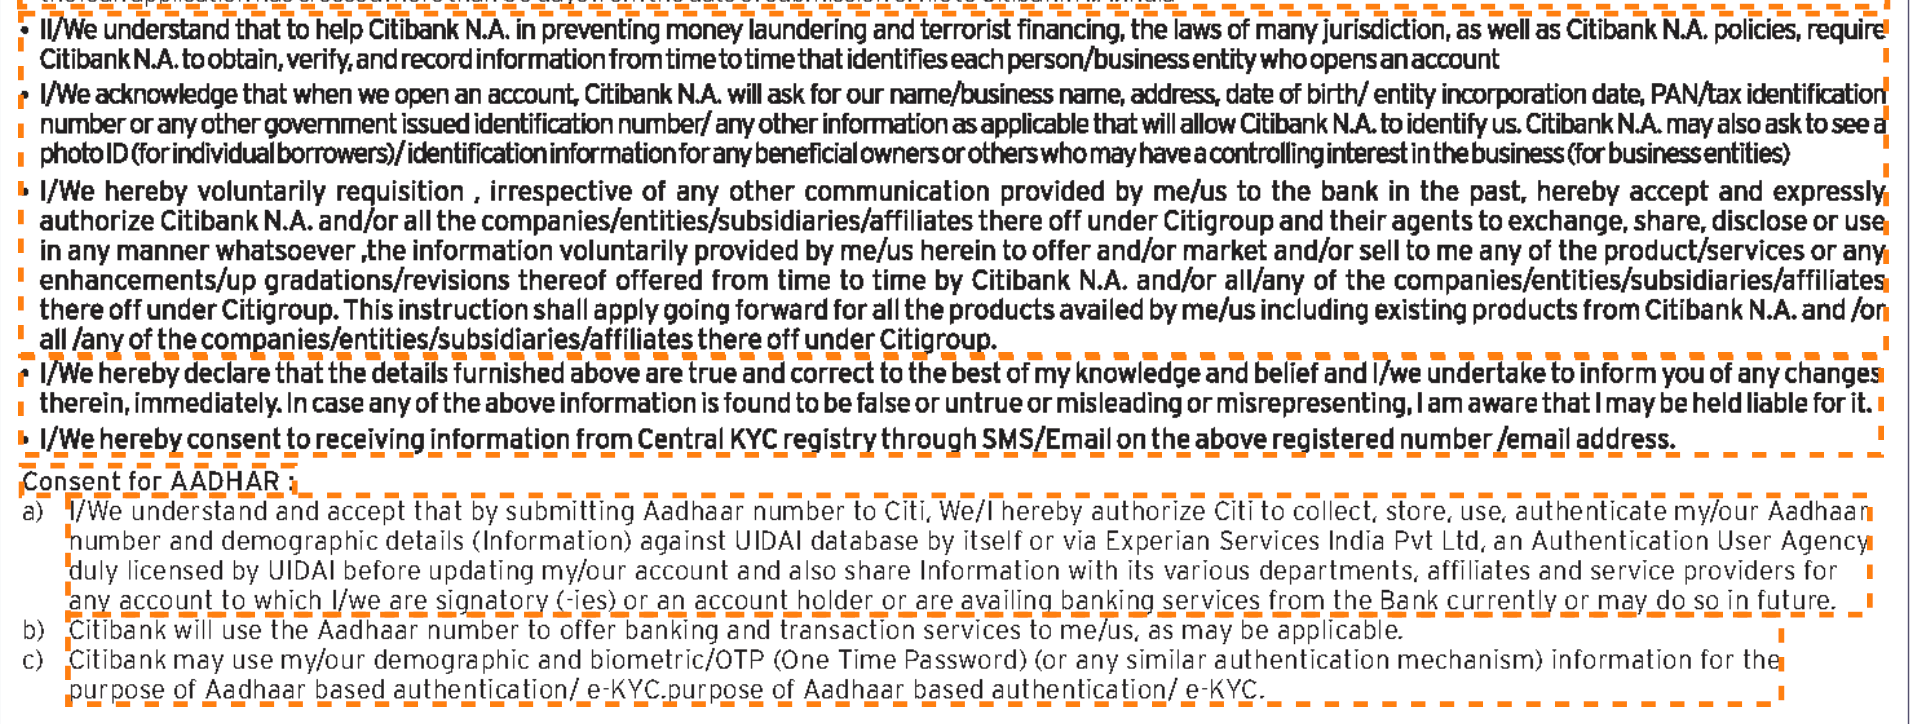 • II/We understand that to help Citibank N.A. in preventing money laundering and terrorist financing, the laws of many jurisdiction, as well as Citibank N.A. policies, require
Citibank N.A. to obtain, verify, and record information from time to time that identifies each person/business entity who opens an account
• I/We acknowledge that when we open an account, Citibank N.A. will ask for our name/business name, address, date of birth/ entity incorporation date, PAN/tax identification
number or any other government issued identification number/ any other information as applicable that will allow Citibank N.A. to identify us. Citibank N.A. may also ask to see a
photo ID (for individual borrowers)/ identification information for any beneficial owners or others who may have a controlling interest in the business (for business entities)
• I/We hereby voluntarily requisition , irrespective of any other communication provided by me/us to the bank in the past, hereby accept and expressly
authorize Citibank N.A. and/or all the companies/entities/subsidiaries/affiliates there off under Citigroup and their agents to exchange, share, disclose or use
in any manner whatsoever ,the information voluntarily provided by me/us herein to offer and/or market and/or sell to me any of the product/services or any
enhancements/up gradations/revisions thereof offered from time to time by Citibank N.A. and/or all/any of the companies/entities/subsidiaries/affiliates
there off under Citigroup. This instruction shall apply going forward for all the products availed by me/us including existing products from Citibank N.A. and /or
all /any of the companies/entities/subsidiaries/affiliates there off under Citigroup.
• I/We hereby declare that the details furnished above are true and correct to the best of my knowledge and belief and I/we undertake to inform you of any changes
therein, immediately. In case any of the above information is found to be false or untrue or misleading or misrepresenting, I am aware that I may be held liable for it.
• I/We hereby consent to receiving information from Central KYC registry through SMS/Email on the above registered number /email address.
Consent for AADHAR :
a) I/We understand and accept that by submitting Aadhaar number to Citi, We/I hereby authorize Citi to collect, store, use, authenticate my/our Aadhaar
number and demographic details (Information) against UIDAI database by itself or via Experian Services India Pvt Ltd, an Authentication User Agency
duly licensed by UIDAI before updating my/our account and also share Information with its various departments, affiliates and service providers for
any account to which I/we are signatory (-ies) or an account holder or are availing banking services from the Bank currently or may do so in future.
b) Citibank will use the Aadhaar number to offer banking and transaction services to me/us, as may be applicable.
c) Citibank may use my/our demographic and biometric/OTP (One Time Password) (or any similar authentication mechanism) information for the
purpose of Aadhaar based authentication/ e-KYC.purpose of Aadhaar based authentication/ e-KYC.